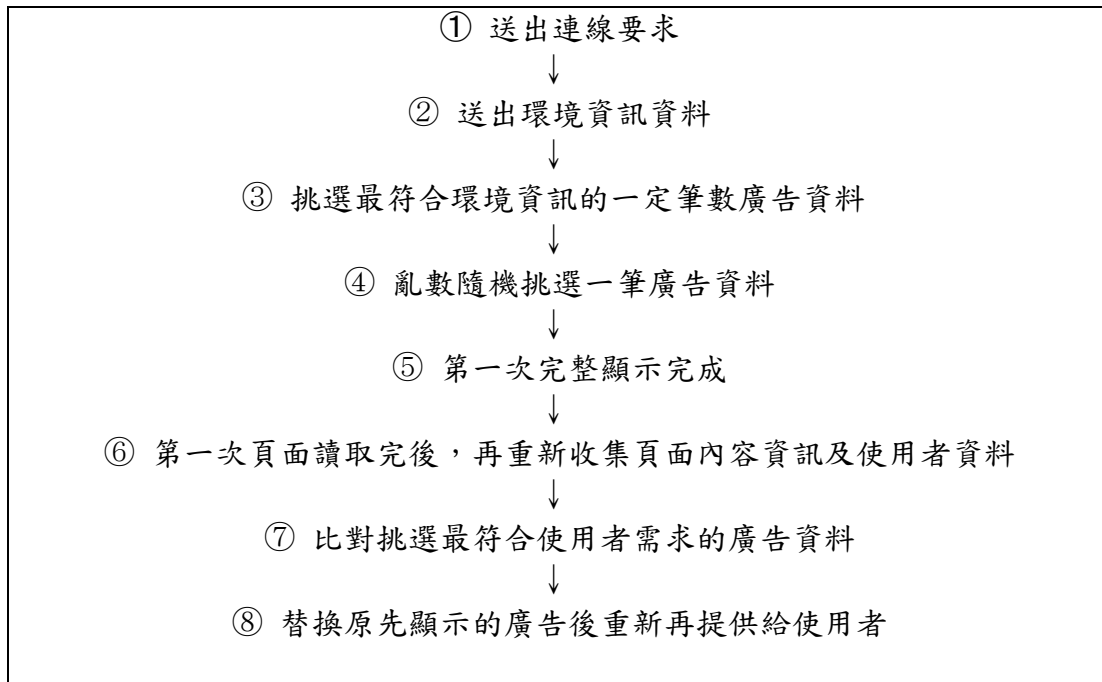 ① 送出連線要求
↓
② 送出環境資訊資料
↓
③ 挑選最符合環境資訊的一定筆數廣告資料
↓
④ 亂數隨機挑選一筆廣告資料
↓
⑤ 第一次完整顯示完成
↓
⑥ 第一次頁面讀取完後，再重新收集頁面內容資訊及使用者資料
↓
⑦ 比對挑選最符合使用者需求的廣告資料
↓
⑧ 替換原先顯示的廣告後重新再提供給使用者